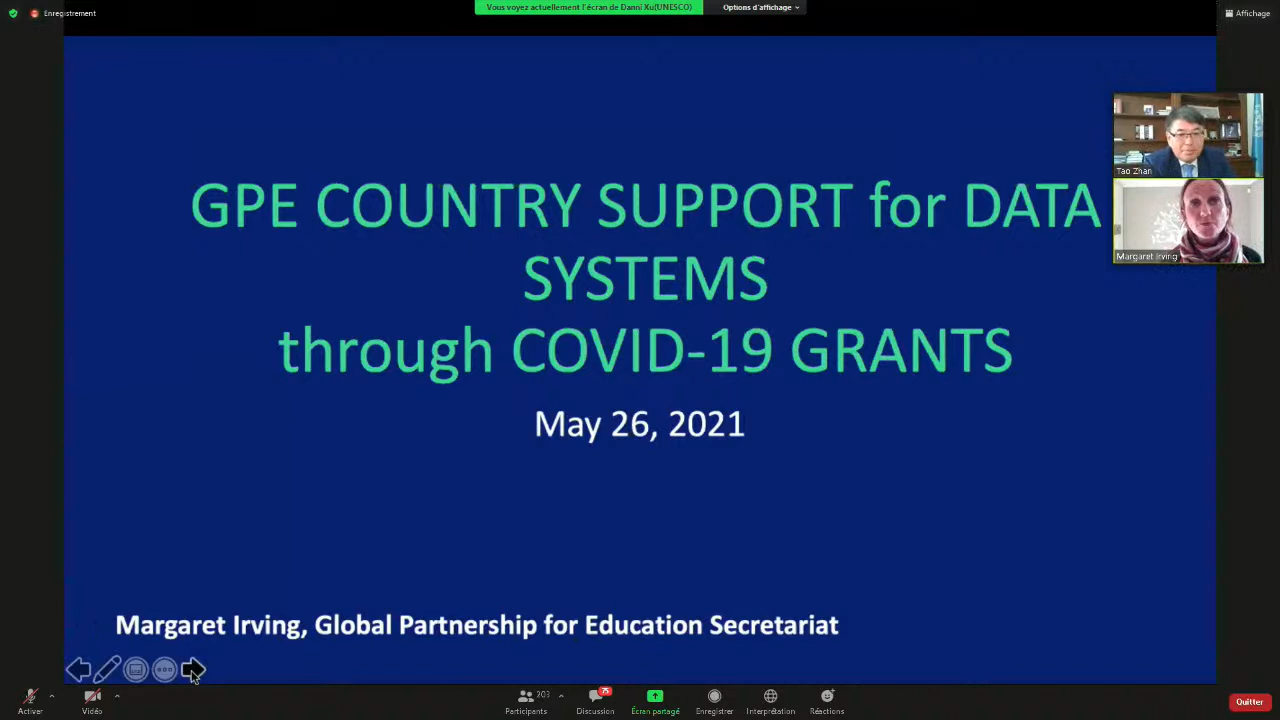 Enregistrement
Vous voyez actuellement l'écran de Danni Xu(UNESCO)
Options d'affichage
Affichage
GPE COUNTRY SUPPORT for DATA
SYSTEMS
through COVID-19 GRANTS
May 26, 2021
Tao Zhan
Margaret Irving
Margaret Irving, Global Partnership for Education Secretariat
Activer
Vidéo
203
Participants
75
Discussion
Écran partagé
Enregistrer
Interprétation
Réactions
Quitter